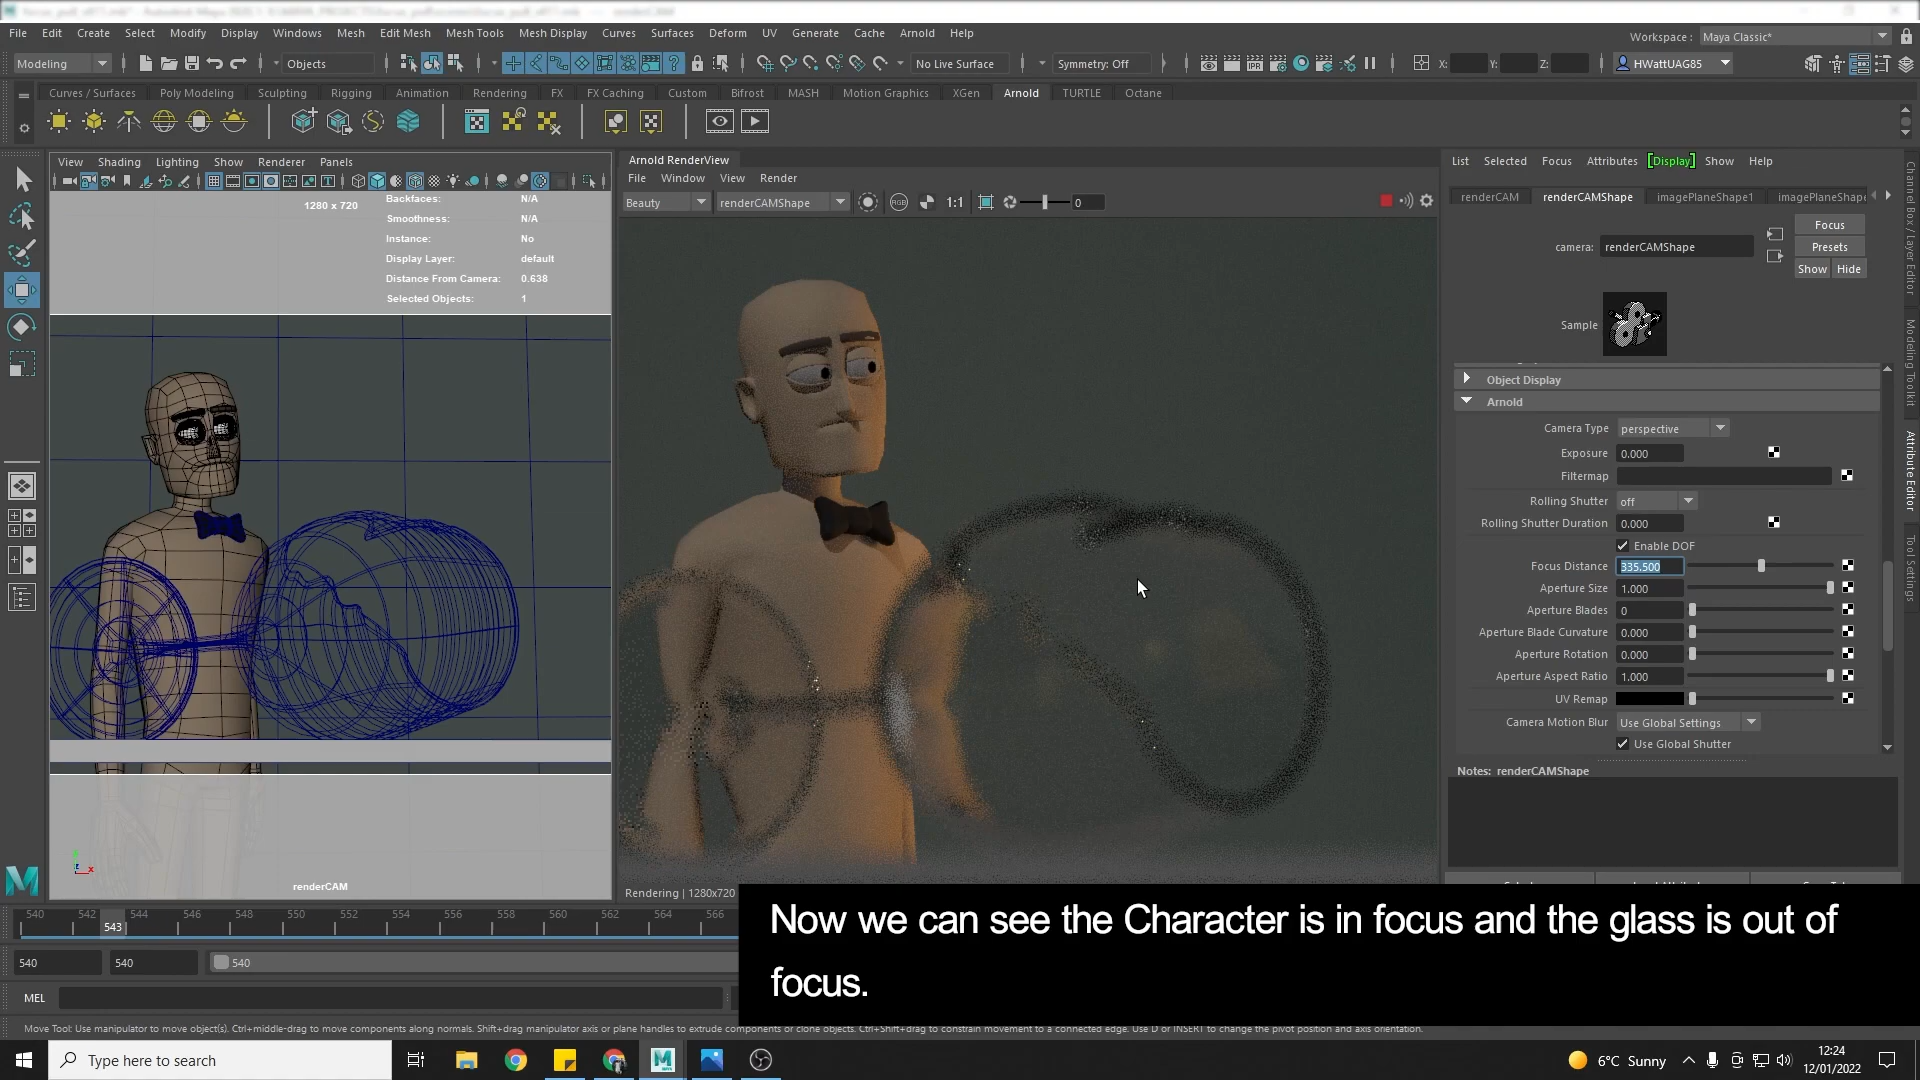 File Edit Create Select Modify Display Windows Mesh Edit Mesh Mesh Tools Mesh Display Curves Surfaces Deform UV Generate Cache Arnold Help
Workspace : Maya Classic*
Modeling Objects No Live Surface Symmetry: Off X: Y: Z: HWattUAG85
Curves / Surfaces Poly Modeling Sculpting Rigging Animation Rendering FX FX Caching Custom Bifrost MASH Motion Graphics XGen Arnold TURTLE Octane
View Shading Lighting Show Renderer Panels
1280 x 720
Backfaces: N/A
Smoothness: N/A
Instance: No
Display Layer: default
Distance From Camera: 0.638
Selected Objects: 1
renderCAM
Arnold RenderView
File Window View Render
Beauty renderCAMShape RGB 1:1 0
Rendering | 1280x720
List Selected Focus Attributes [Display] Show Help
renderCAM renderCAMShape imagePlaneShape1 imagePlaneShape
Focus
camera: renderCAMShape
Presets
Show Hide
Sample
Object Display
Arnold
Camera Type perspective
Exposure 0.000
Filtermap
Rolling Shutter off
Rolling Shutter Duration 0.000
Enable DOF
Focus Distance 335.500
Aperture Size 1.000
Aperture Blades 0
Aperture Blade Curvature 0.000
Aperture Rotation 0.000
Aperture Aspect Ratio 1.000
UV Remap
Camera Motion Blur Use Global Settings
Use Global Shutter
Notes: renderCAMShape
Channel Box / Layer Editor
Modeling Toolkit
Attribute Editor
Tool Settings
540 542 544 546 548 550 552 554 556 558 560 562 564 566
543
540 540 540
MEL
Now we can see the Character is in focus and the glass is out of
focus.
Move Tool: Use manipulator to move object(s). Ctrl+middle-drag to move components along normals. Shift+drag manipulator axis or plane handles to extrude components or clone objects. Ctrl+Shift+drag to constrain movement to a connected edge. Use D or INSERT to change the pivot position and axis orientation.
Type here to search
6°C Sunny
12:24
12/01/2022